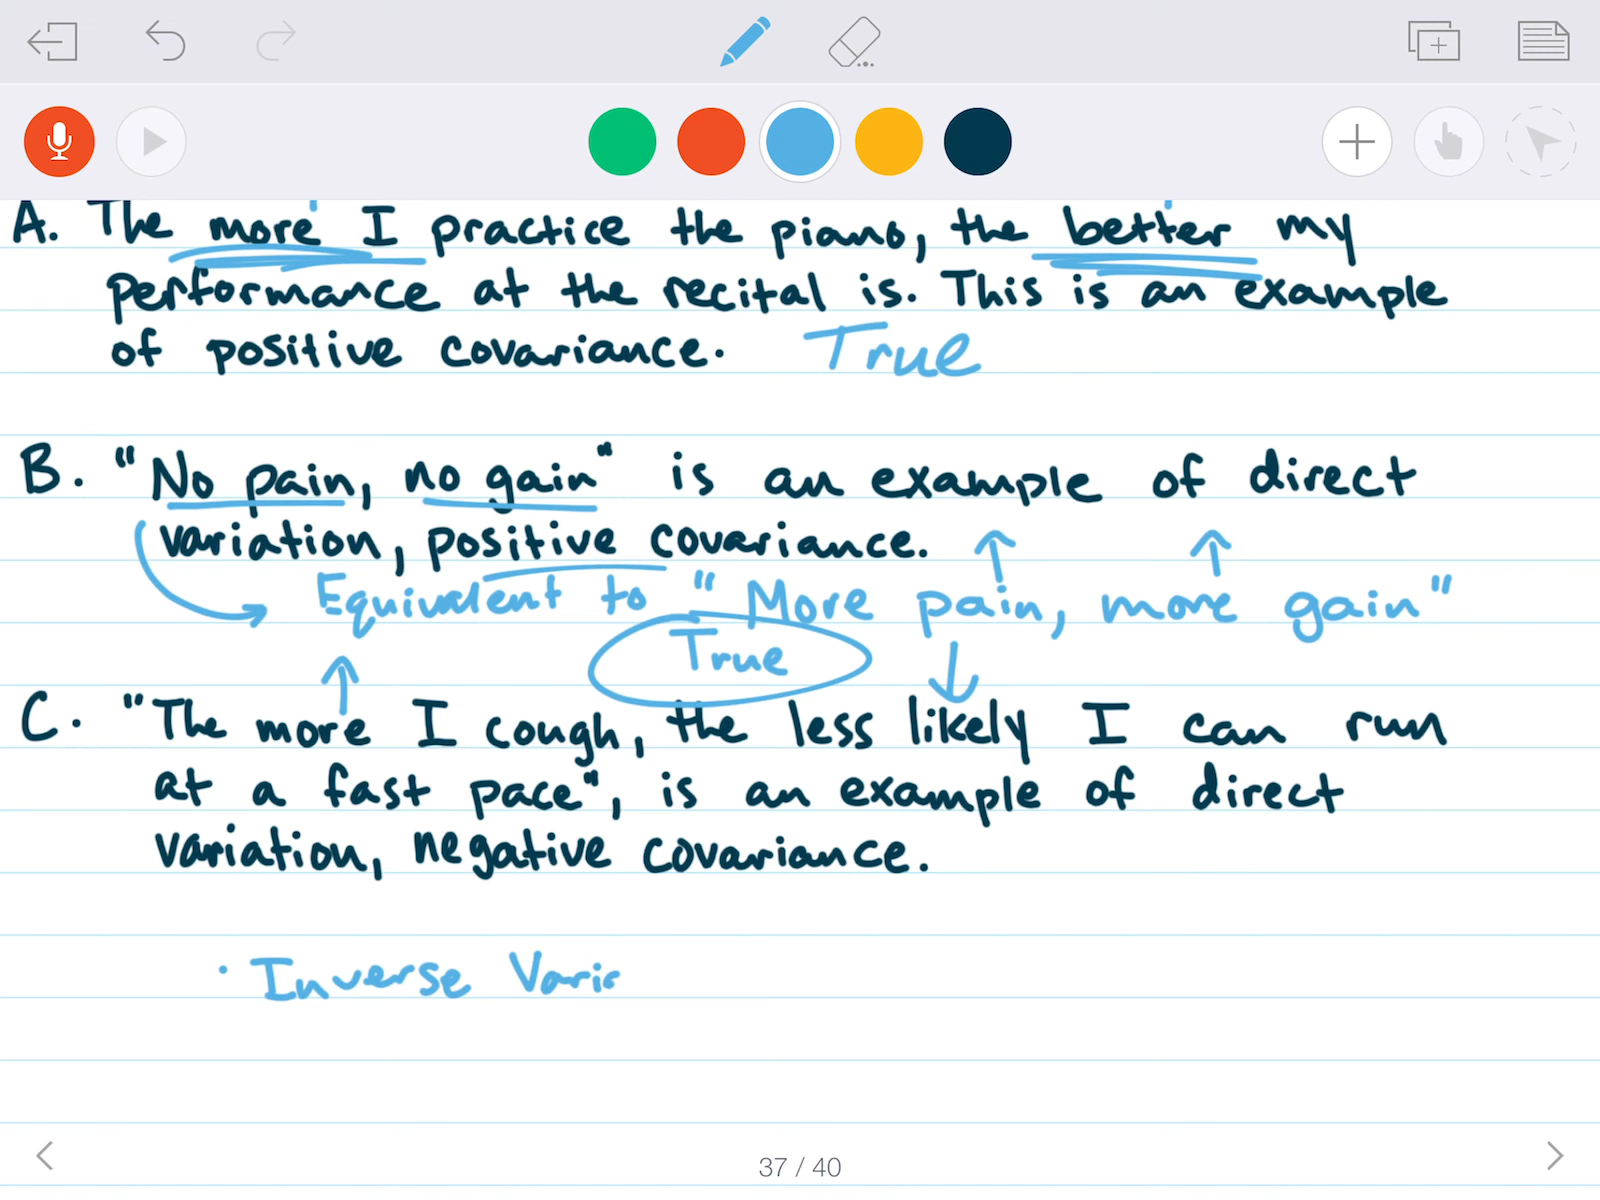 A. The more I practice the piano, the better my
performance at the recital is. This is an example
of positive covariance. True
B. "No pain, no gain" is an example of direct
variation, positive covariance.
Equivalent to "More pain, more gain"
True
C. "The more I cough, the less likely I can run
at a fast pace", is an example of direct
variation, negative covariance.
• Inverse Varia
37 / 40